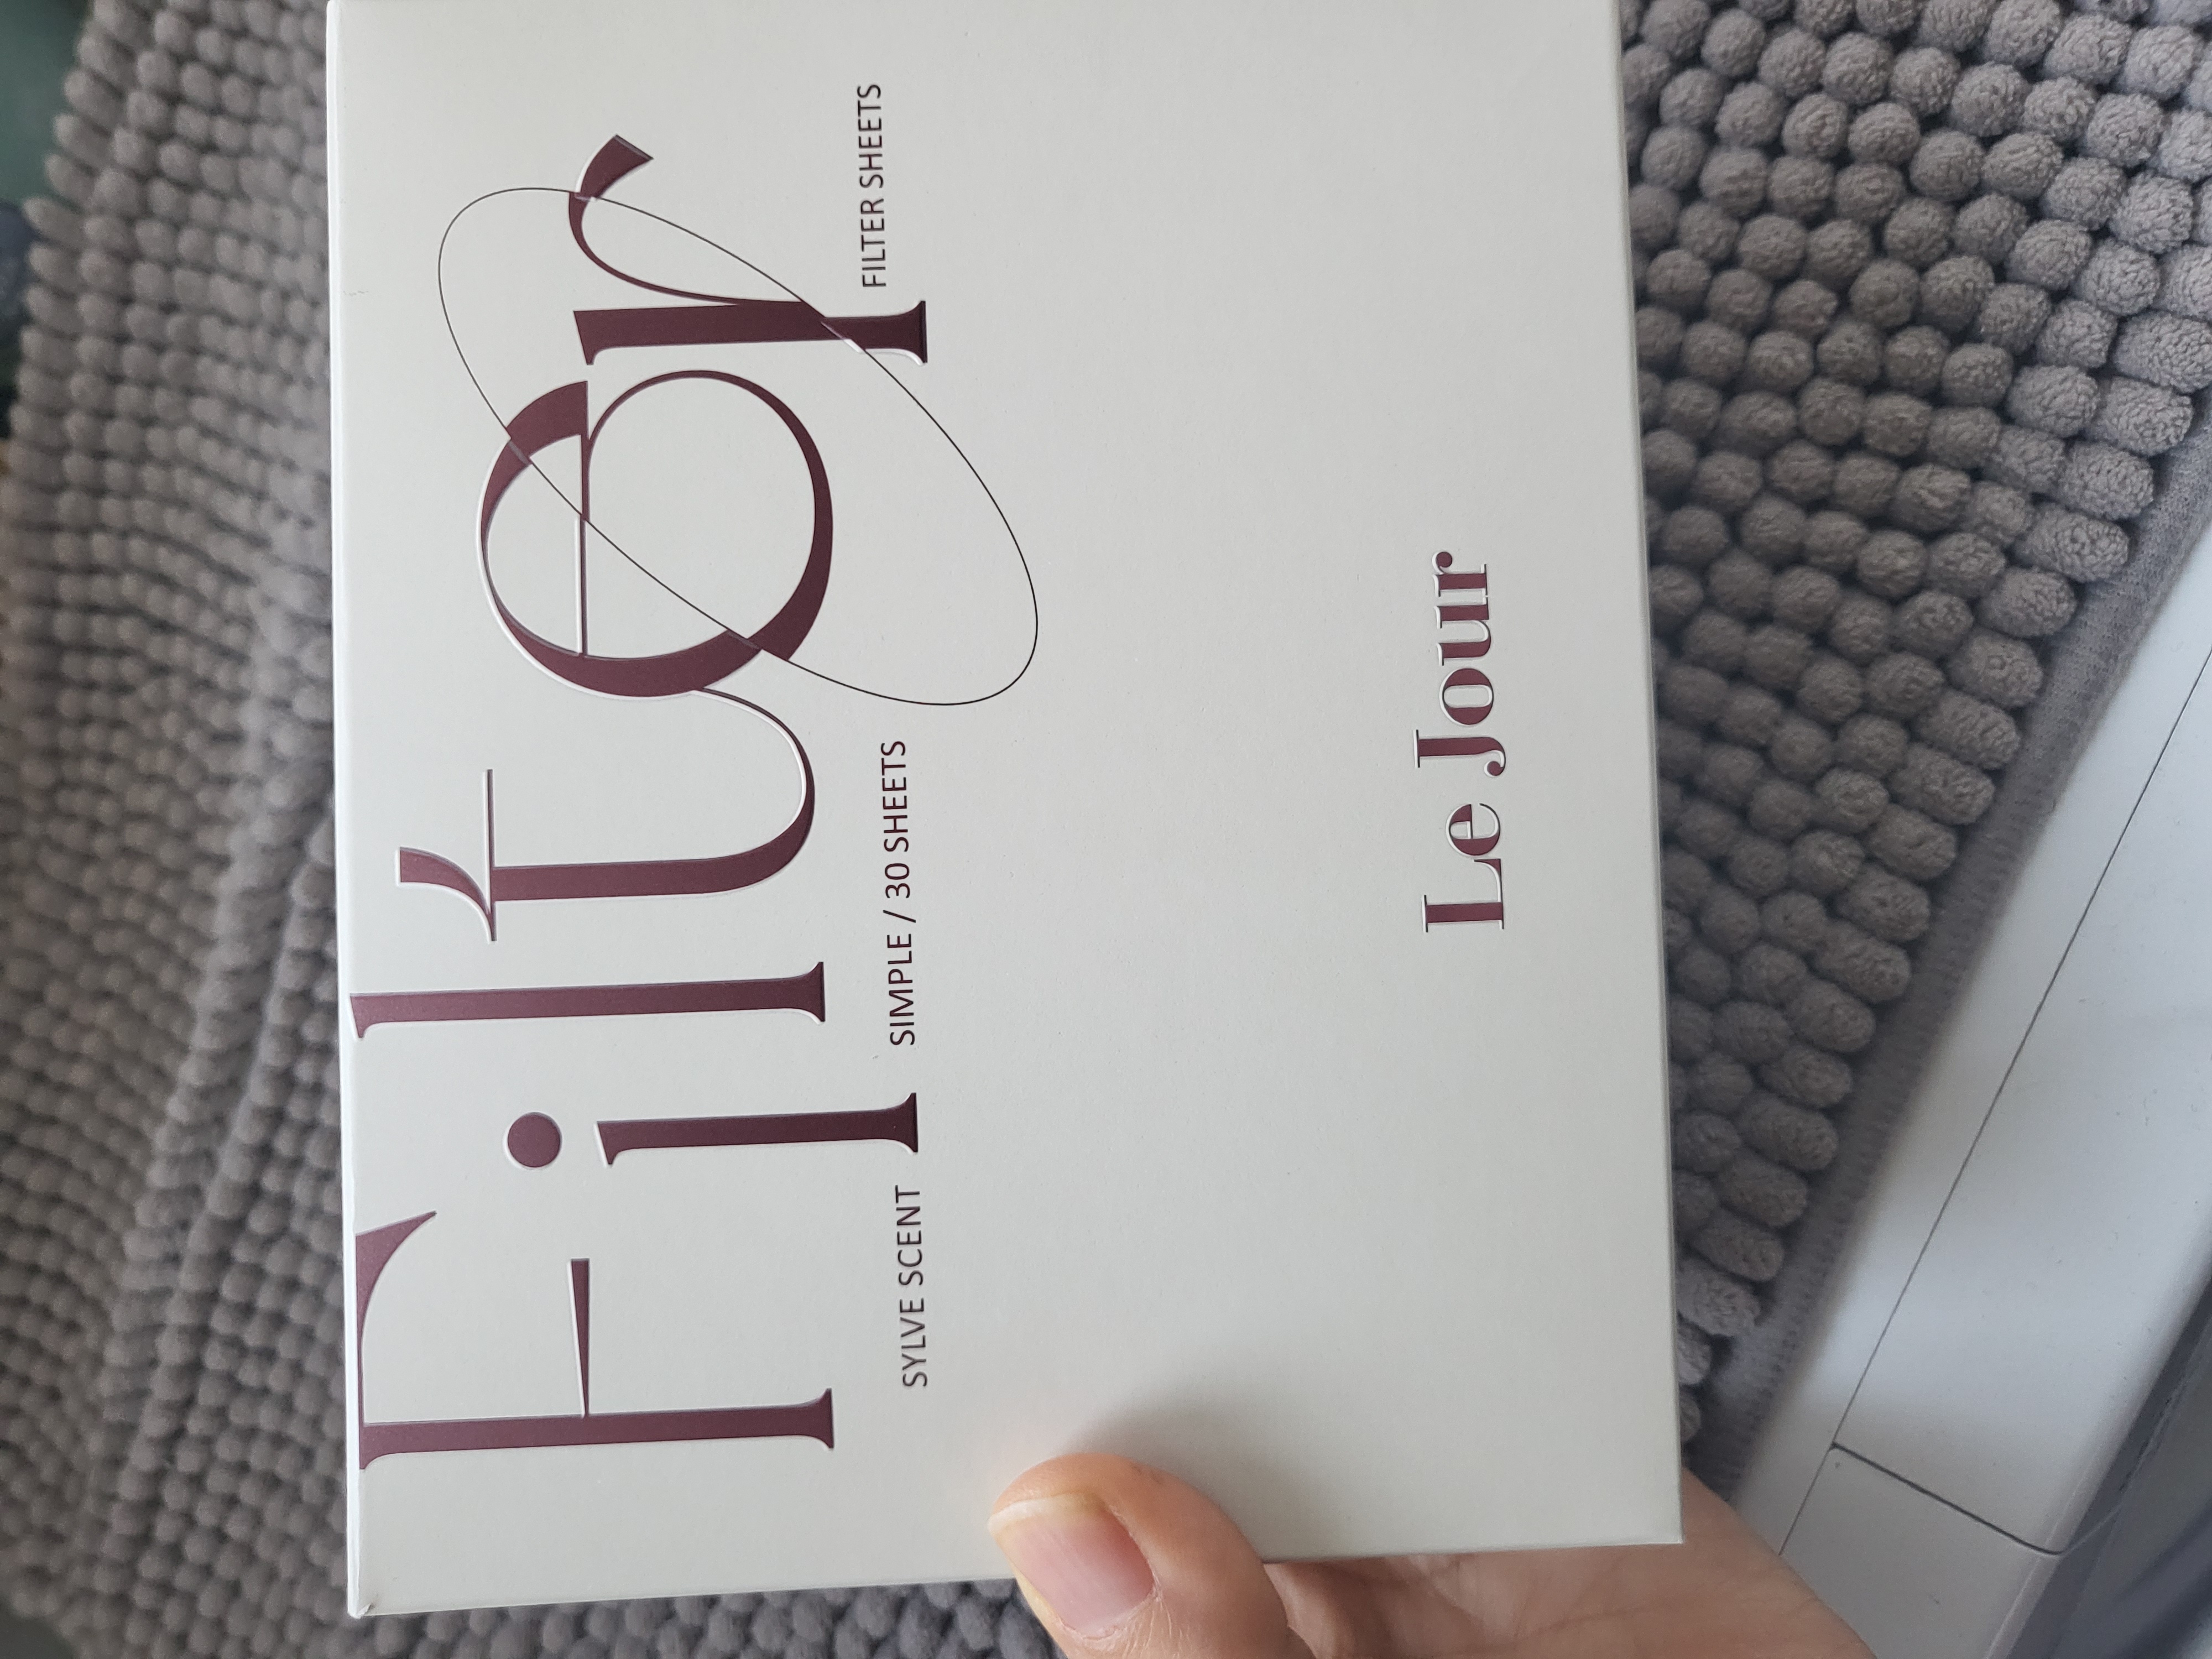 Filter
SYLVE SCENT SIMPLE / 30 SHEETS FILTER SHEETS
Le Jour